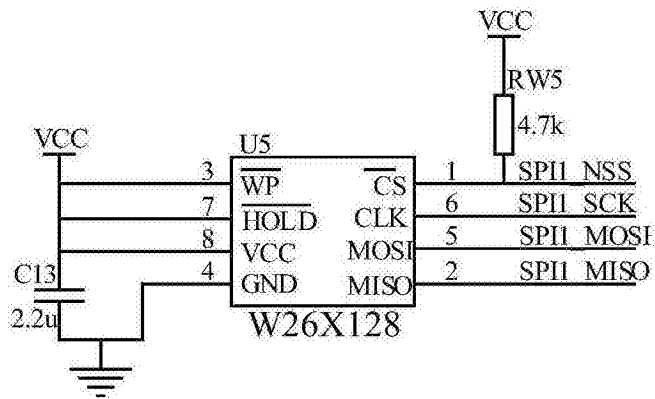 VCC
RW5
4.7k
VCC
U5
3 WP CS 1 SPI1_NSS
7 HOLD CLK 6 SPI1_SCK
8 VCC MOSI 5 SPI1_MOSI
4 GND MISO 2 SPI1_MISO
C13
2.2u
W26X128